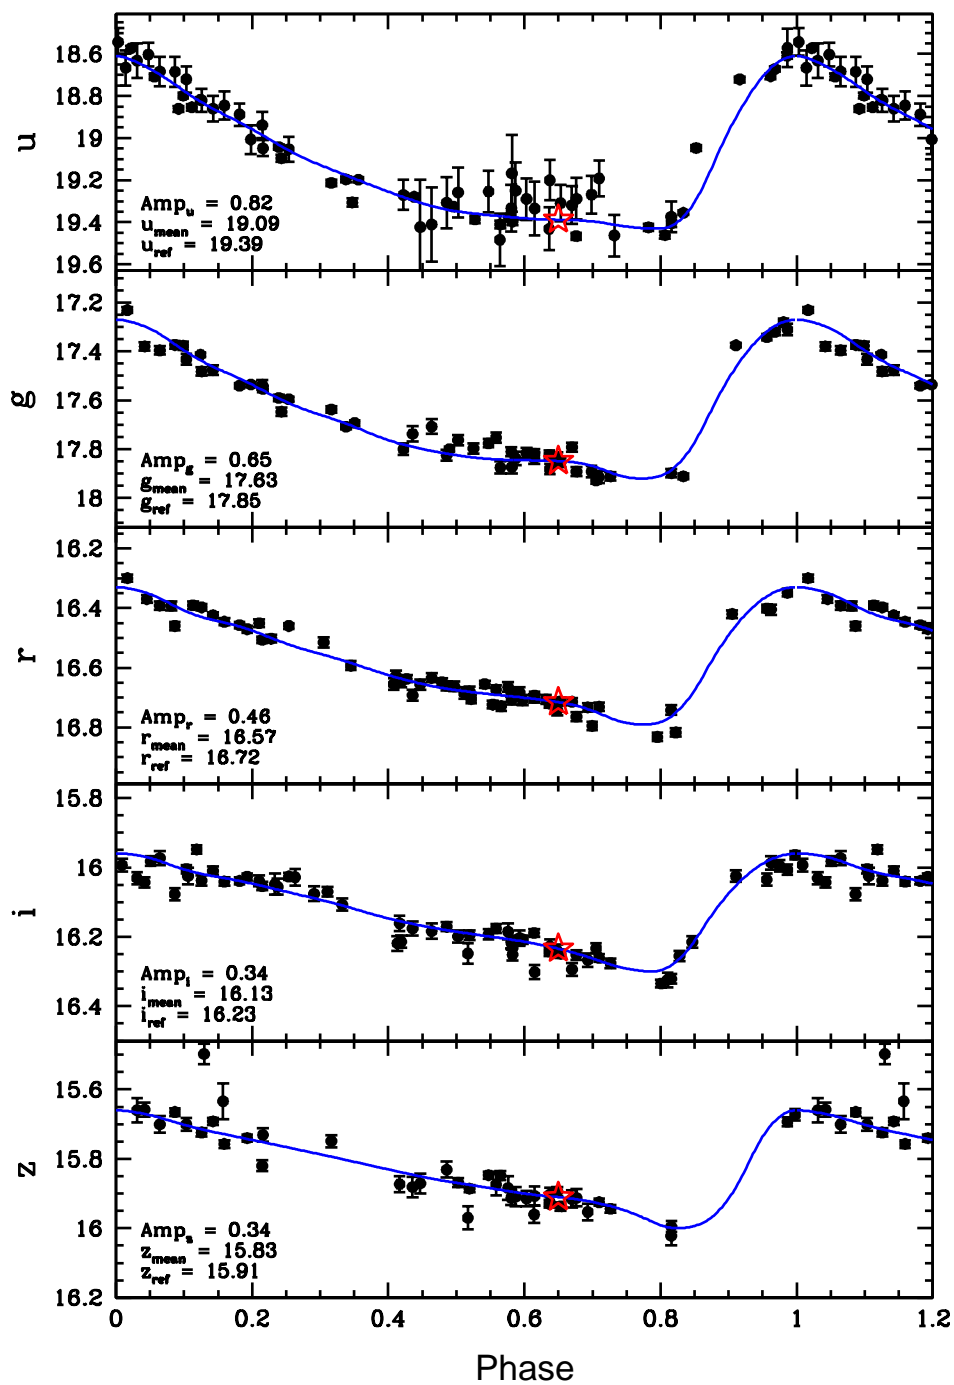 18.6
18.8
19
19.2
19.4
19.6
u
Amp_u = 0.82
u_mean = 19.09
u_ref = 19.39
17.2
17.4
17.6
17.8
18
g
Amp_g = 0.65
g_mean = 17.63
g_ref = 17.85
16.2
16.4
16.6
16.8
r
Amp_r = 0.46
r_mean = 16.57
r_ref = 16.72
15.8
16
16.2
16.4
i
Amp_i = 0.34
i_mean = 16.13
i_ref = 16.23
15.6
15.8
16
16.2
z
Amp_z = 0.34
z_mean = 15.83
z_ref = 15.91
0 0.2 0.4 0.6 0.8 1 1.2
Phase